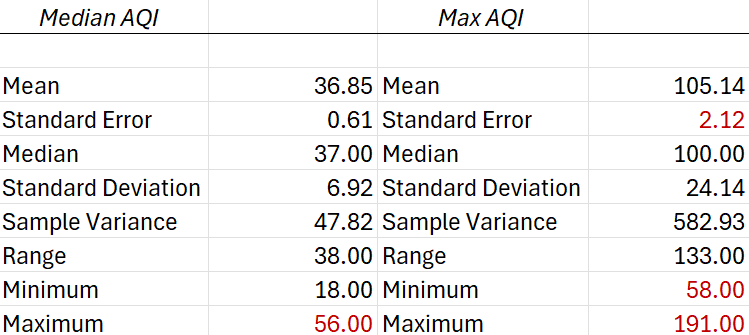 Median AQI Max AQI
Mean 36.85 Mean 105.14
Standard Error 0.61 Standard Error 2.12
Median 37.00 Median 100.00
Standard Deviation 6.92 Standard Deviation 24.14
Sample Variance 47.82 Sample Variance 582.93
Range 38.00 Range 133.00
Minimum 18.00 Minimum 58.00
Maximum 56.00 Maximum 191.00